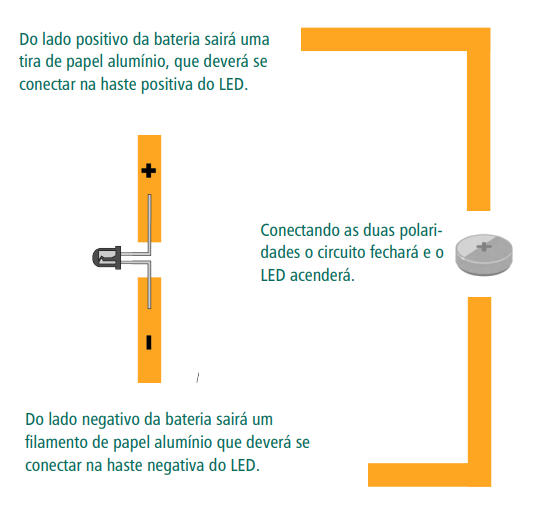 Do lado positivo da bateria sairá uma
tira de papel alumínio, que deverá se
conectar na haste positiva do LED.
+
Conectando as duas polari-
dades o circuito fechará e o
LED acenderá.
+
-
/
Do lado negativo da bateria sairá um
filamento de papel alumínio que deverá se
conectar na haste negativa do LED.